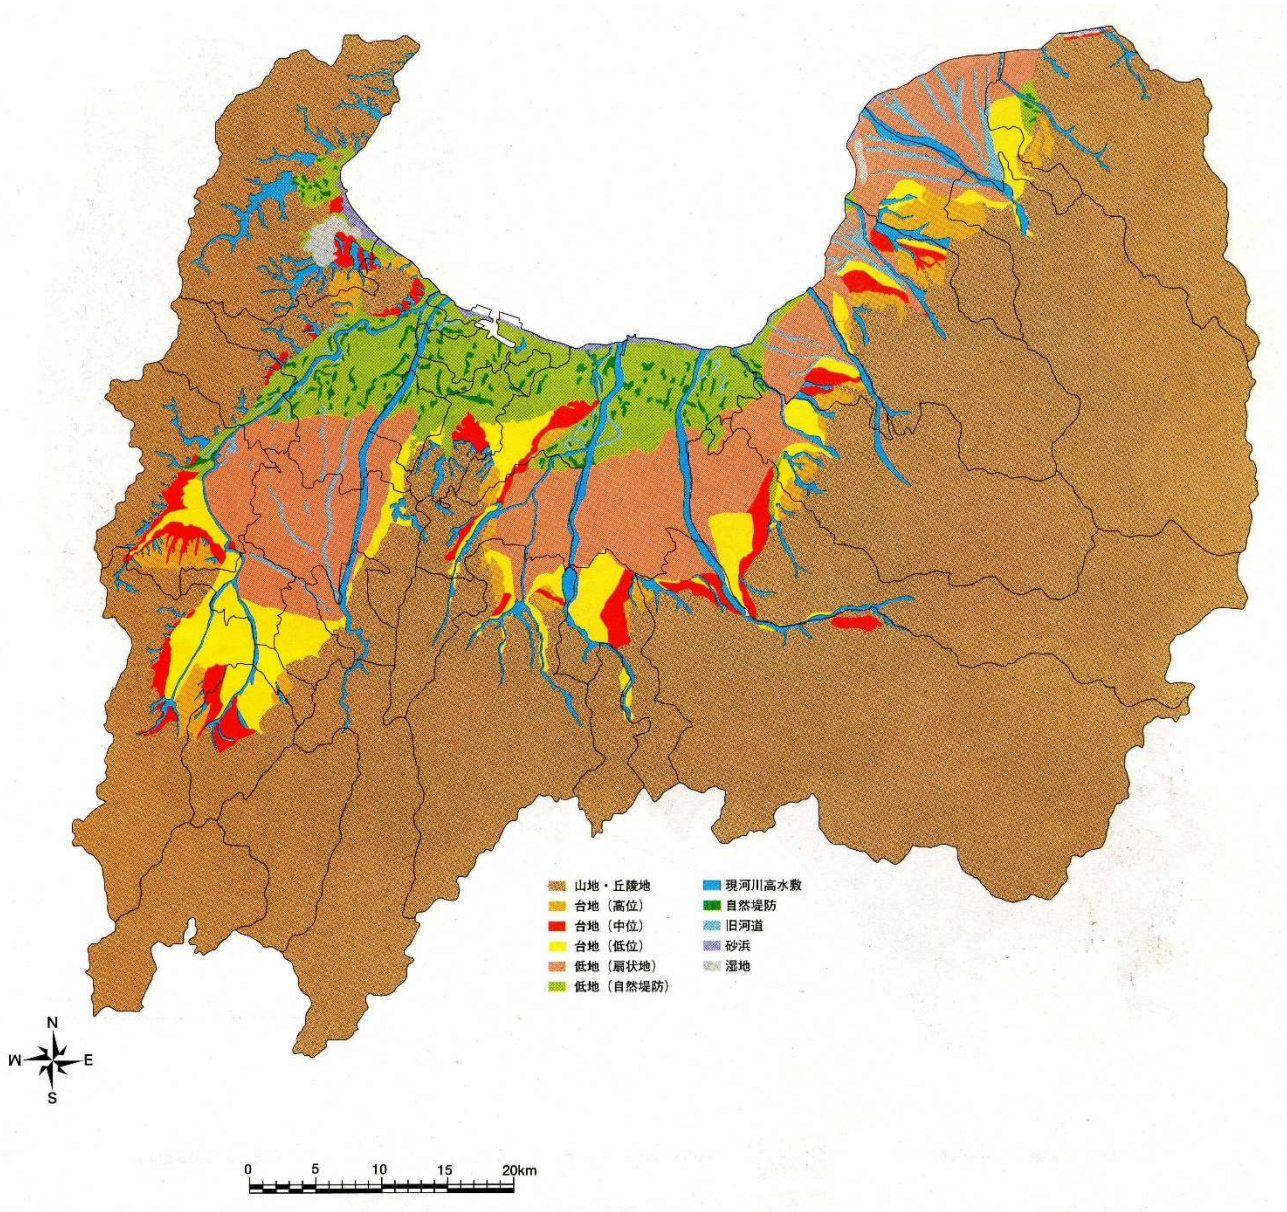 山地・丘陵地
台地（高位）
台地（中位）
台地（低位）
低地（扇状地）
低地（自然堤防）
現河川高水敷
自然堤防
旧河道
砂浜
湿地
N
W E
S
0 5 10 15 20km